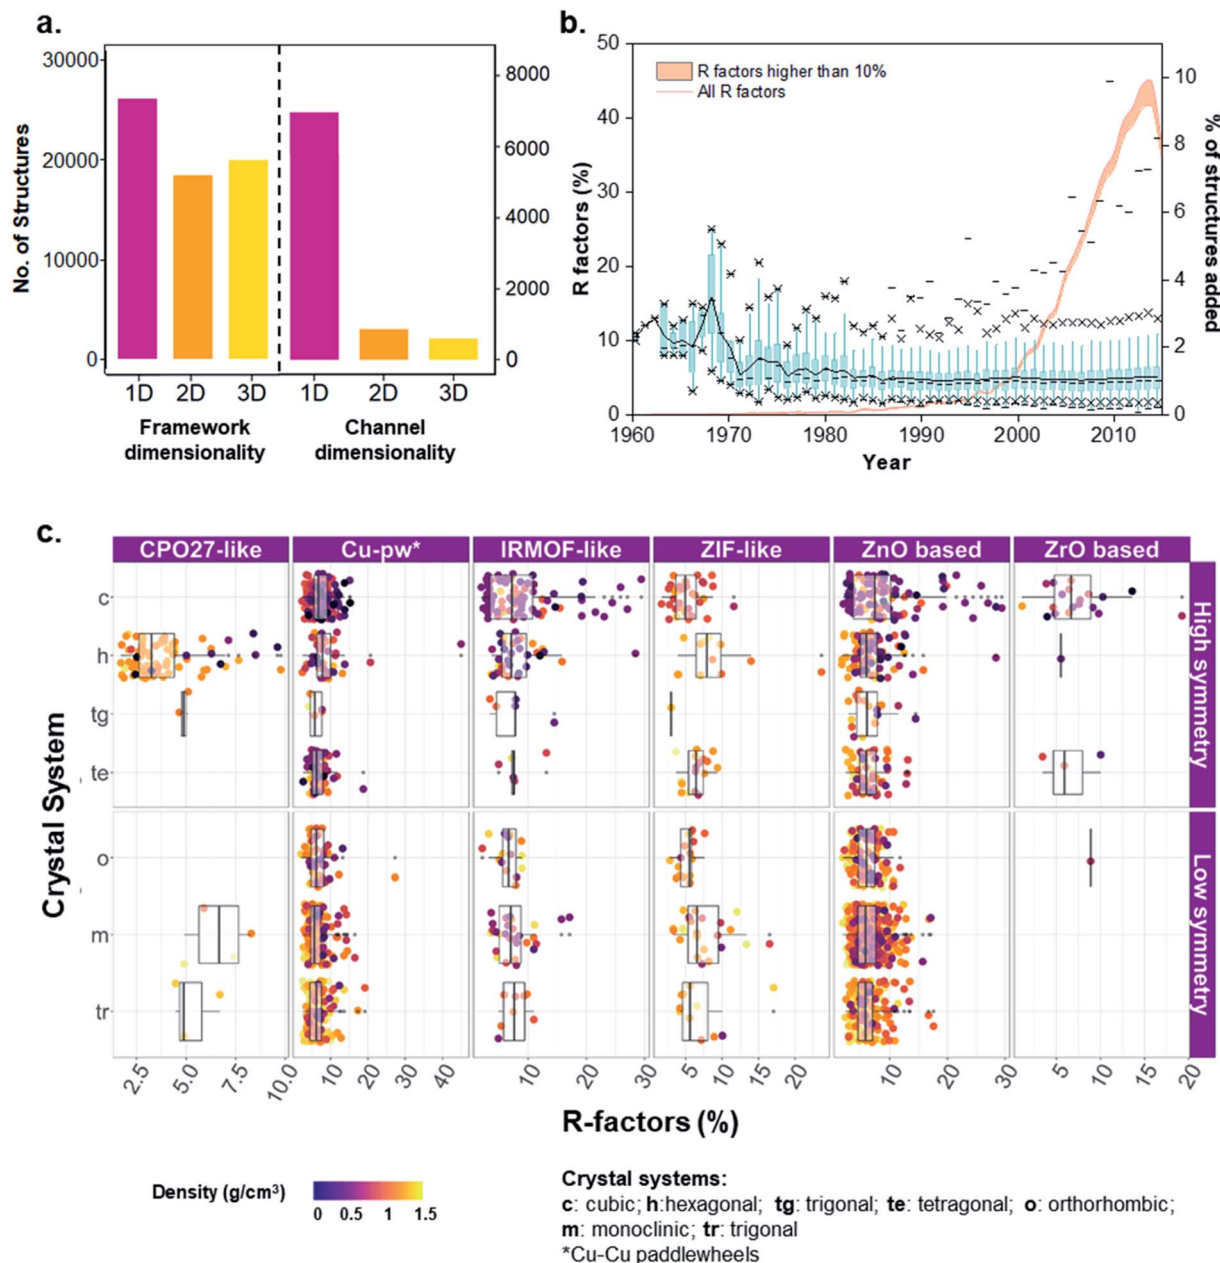 a.
No. of Structures
30000
20000
10000
0
8000
6000
4000
2000
0
1D 2D 3D 1D 2D 3D
Framework dimensionality
Channel dimensionality
b.
R factors higher than 10%
All R factors
R factors (%)
50
40
30
20
10
0
% of structures added
10
8
6
4
2
0
1960 1970 1980 1990 2000 2010
Year
c.
CPO27-like Cu-pw* IRMOF-like ZIF-like ZnO based ZrO based
Crystal System
c
h
tg
te
o
m
tr
High symmetry
Low symmetry
2.5 5.0 7.5 10.0 10 20 30 40 10 20 30 5 10 15 20 10 20 30 5 10 15 20
R-factors (%)
Density (g/cm³)
0 0.5 1 1.5
Crystal systems:
c: cubic; h:hexagonal; tg: trigonal; te: tetragonal; o: orthorhombic;
m: monoclinic; tr: trigonal
*Cu-Cu paddlewheels